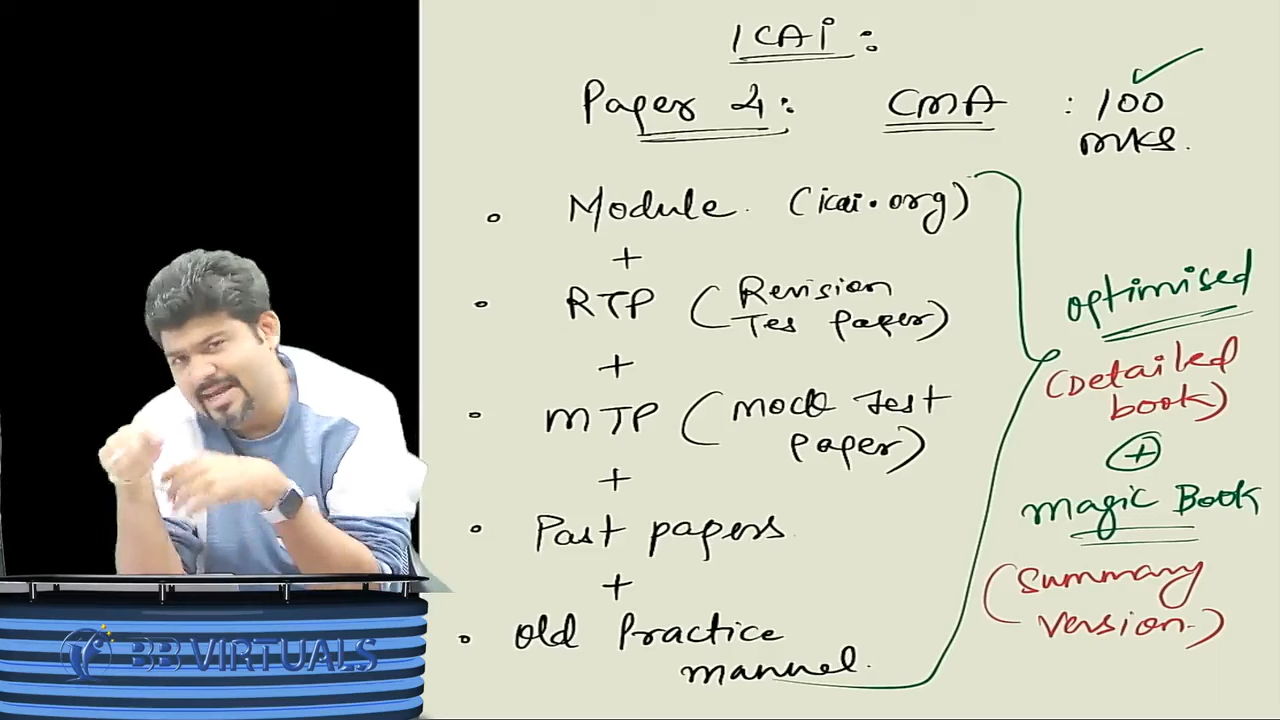 ICAI :
Paper 4 : CMA : 100
mks.
• Module. (icai.org)
+
• RTP (Revision
Tes paper)
+
• MTP (Mock Test
paper)
+
• Past papers
+
• Old Practice
manuel.
optimised
(Detailed
book)
+
Magic Book
(Summary
version.)
BB VIRTUALS